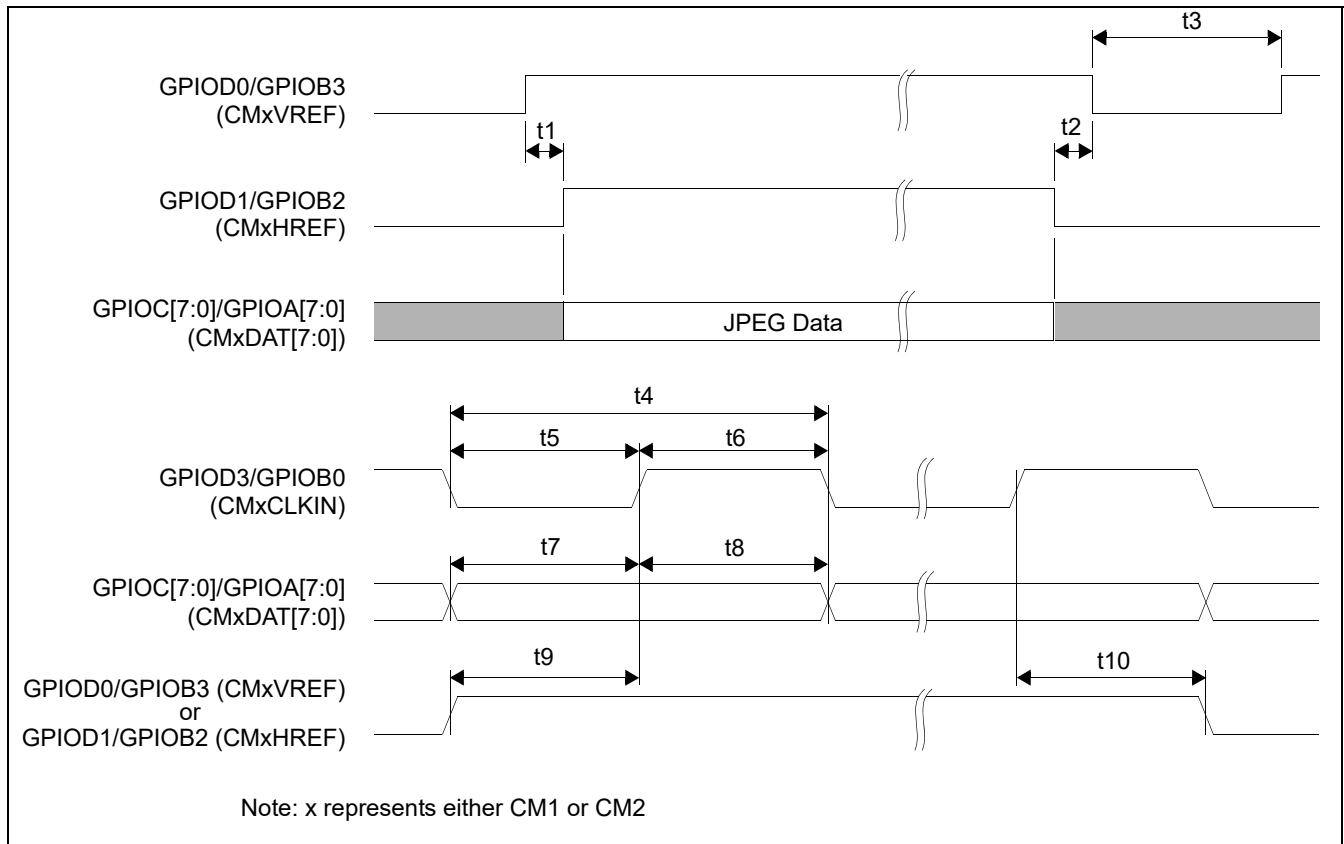 t3
GPIOD0/GPIOB3
(CMxVREF)
t1
t2
GPIOD1/GPIOB2
(CMxHREF)
GPIOC[7:0]/GPIOA[7:0]
(CMxDAT[7:0])
JPEG Data
t4
t5
t6
GPIOD3/GPIOB0
(CMxCLKIN)
t7
t8
GPIOC[7:0]/GPIOA[7:0]
(CMxDAT[7:0])
t9
t10
GPIOD0/GPIOB3 (CMxVREF)
or
GPIOD1/GPIOB2 (CMxHREF)
Note: x represents either CM1 or CM2